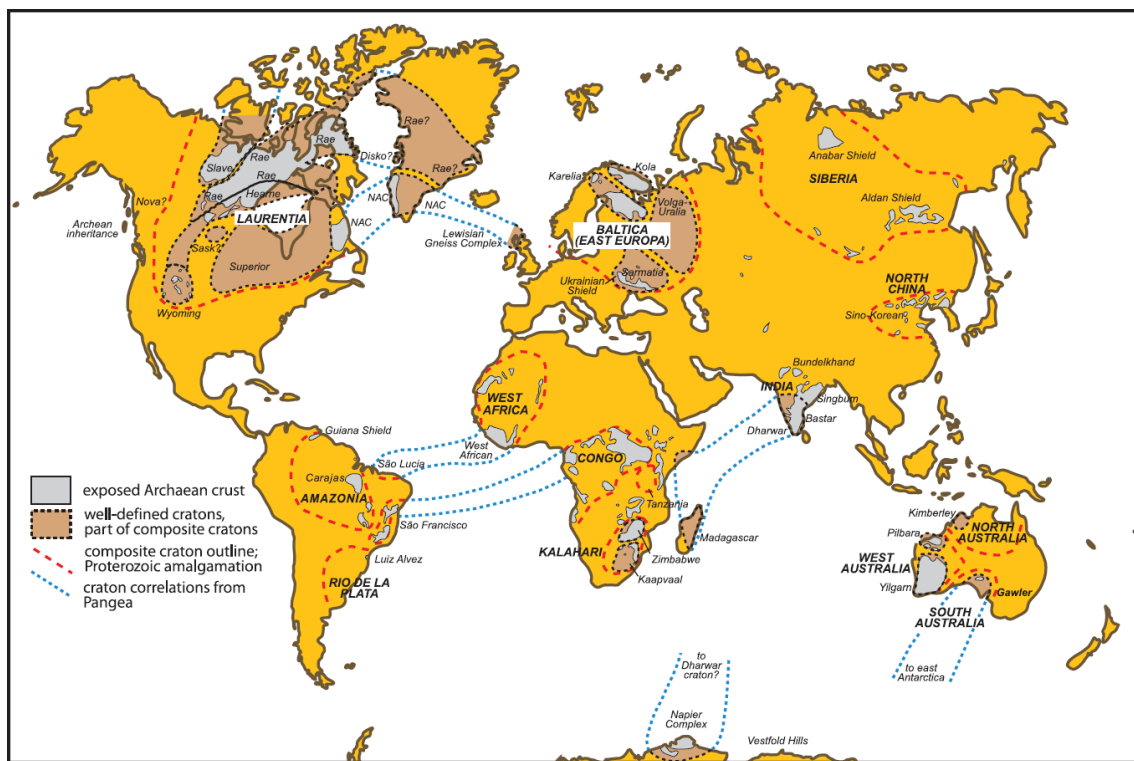 Rae?
Rae
Disko?
Rae?
Slave
Rae
Rae
Rae
Hearne
Nova?
NAC
NAC
NAC
LAURENTIA
Archean
inheritance
Sask?
Superior
Wyoming
Lewisian
Gneiss Complex
Kola
Karelia
Volga-
Uralia
BALTICA
(EAST EUROPA)
Ukrainian
Shield
Sarmatia
Anabar Shield
SIBERIA
Aldan Shield
NORTH
CHINA
Sino-Korean
Bundelkhand
INDIA
Singbum
Bastar
Dharwar
WEST
AFRICA
West
African
CONGO
Tanzania
Madagascar
KALAHARI
Zimbabwe
Kaapvaal
Guiana Shield
São Lucia
Carajas
AMAZONIA
São Francisco
Luiz Alvez
RIO DE LA
PLATA
Kimberley
NORTH
AUSTRALIA
Pilbara
WEST
AUSTRALIA
Yilgarn
Gawler
SOUTH
AUSTRALIA
to east
Antarctica
to
Dharwar
craton?
Napier
Complex
Vestfold Hills
exposed Archaean crust
well-defined cratons,
part of composite cratons
composite craton outline;
Proterozoic amalgamation
craton correlations from
Pangea